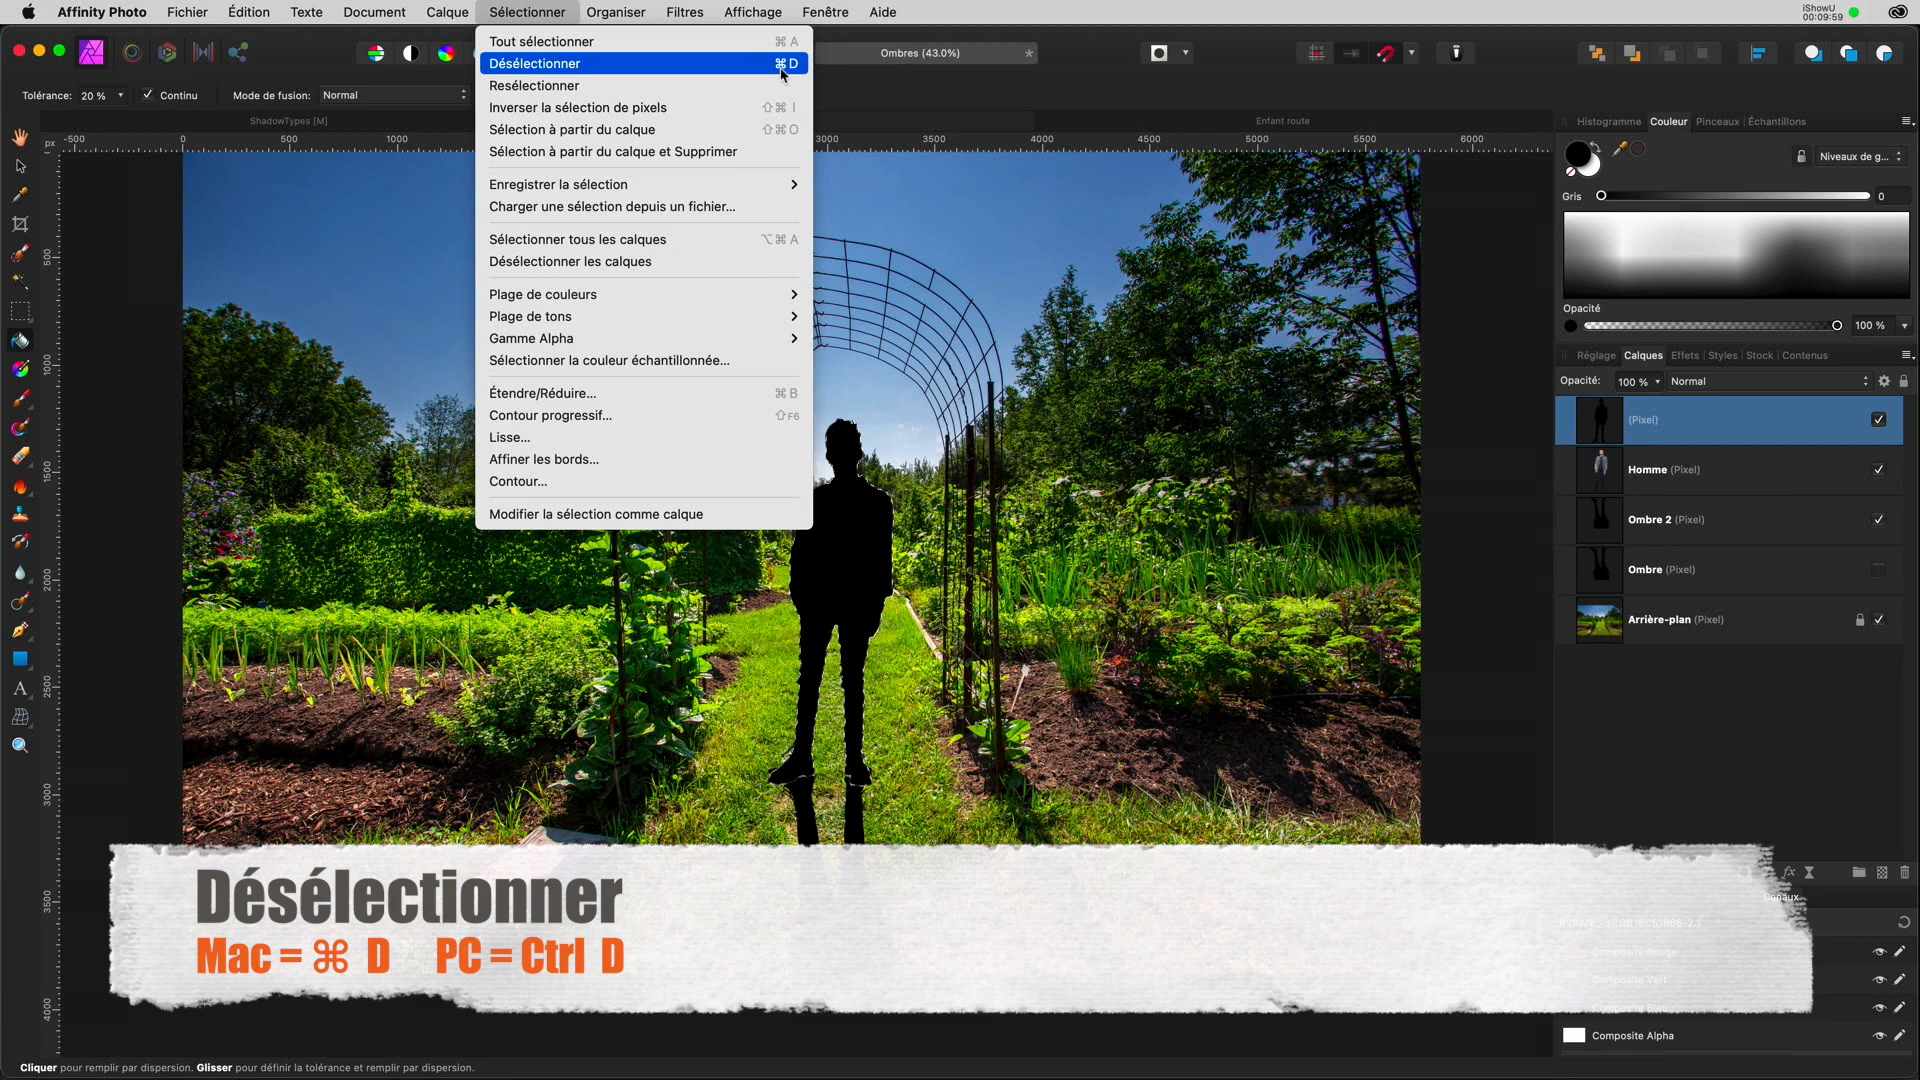 Affinity Photo Fichier Édition Texte Document Calque Sélectionner Organiser Filtres Affichage Fenêtre Aide
iShowU
00:09:59
Ombres (43.0%)
Tolérance: 20 % Continu Mode de fusion: Normal
ShadowTypes [M]
Enfant route
px -500 0 500 1000 3000 3500 4000 4500 5000 5500 6000
500
1000
1500
2000
2500
3000
3500
4000
Tout sélectionner ⌘ A
Désélectionner ⌘ D
Resélectionner
Inverser la sélection de pixels ⇧⌘ I
Sélection à partir du calque ⇧⌘ O
Sélection à partir du calque et Supprimer
Enregistrer la sélection
Charger une sélection depuis un fichier...
Sélectionner tous les calques ⌥⌘ A
Désélectionner les calques
Plage de couleurs
Plage de tons
Gamme Alpha
Sélectionner la couleur échantillonnée...
Étendre/Réduire... ⌘ B
Contour progressif... ⇧F6
Lisse...
Affiner les bords...
Contour...
Modifier la sélection comme calque
Histogramme Couleur Pinceaux Échantillons
Niveaux de g...
Gris 0
Opacité
100 %
Réglage Calques Effets Styles Stock Contenus
Opacité: 100 % Normal
(Pixel)
Homme (Pixel)
Ombre 2 (Pixel)
Ombre (Pixel)
Arrière-plan (Pixel)
Composite Rouge
Composite Vert
Composite Bleu
Composite Alpha
Désélectionner
Mac = ⌘ D PC = Ctrl D
Cliquer pour remplir par dispersion. Glisser pour définir la tolérance et remplir par dispersion.